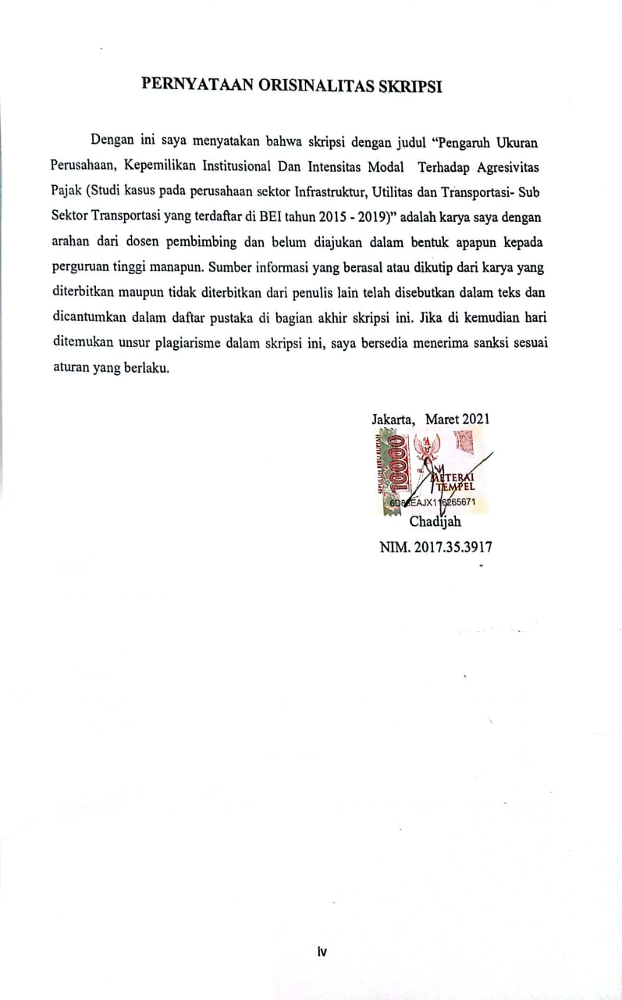 PERNYATAAN ORISINALITAS SKRIPSI
Dengan ini saya menyatakan bahwa skripsi dengan judul “Pengaruh Ukuran
Perusahaan, Kepemilikan Institusional Dan Intensitas Modal Terhadap Agresivitas
Pajak (Studi kasus pada perusahaan sektor Infrastruktur, Utilitas dan Transportasi- Sub
Sektor Transportasi yang terdaftar di BEI tahun 2015 - 2019)” adalah karya saya dengan
arahan dari dosen pembimbing dan belum diajukan dalam bentuk apapun kepada
perguruan tinggi manapun. Sumber informasi yang berasal atau dikutip dari karya yang
diterbitkan maupun tidak diterbitkan dari penulis lain telah disebutkan dalam teks dan
dicantumkan dalam daftar pustaka di bagian akhir skripsi ini. Jika di kemudian hari
ditemukan unsur plagiarisme dalam skripsi ini, saya bersedia menerima sanksi sesuai
aturan yang berlaku.
Jakarta, Maret 2021
SEPULUH RIBU RUPIAH
10000
METERAI
TEMPEL
Chadijah
NIM. 2017.35.3917
iv